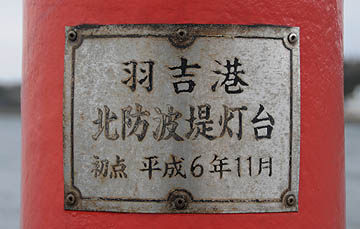 羽吉港
北防波堤灯台
初点 平成6年11月